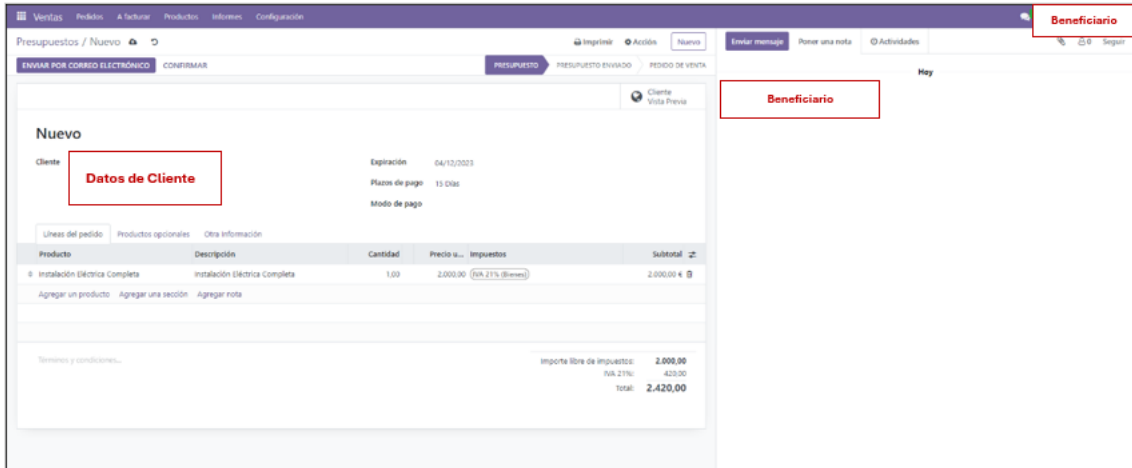 Ventas Pedidos A facturar Productos Informes Configuración
Beneficiario
Presupuestos / Nuevo Imprimir Acción Nuevo Enviar mensaje Poner una nota Actividades 0 Seguir
ENVIAR POR CORREO ELECTRÓNICO CONFIRMAR PRESUPUESTO PRESUPUESTO ENVIADO PEDIDO DE VENTA
Hoy
Cliente
Vista Previa
Beneficiario
Nuevo
Cliente
Datos de Cliente
Expiración 04/12/2023
Plazos de pago 15 Días
Modo de pago
Líneas del pedido Productos opcionales Otra información
Producto Descripción Cantidad Precio u... Impuestos Subtotal
Instalación Eléctrica Completa Instalación Eléctrica Completa 1,00 2.000,00 IVA 21% (Bienes) 2.000,00 €
Agregar un producto Agregar una sección Agregar nota
Términos y condiciones...
Importe libre de impuestos: 2.000,00
IVA 21%: 420,00
Total: 2.420,00